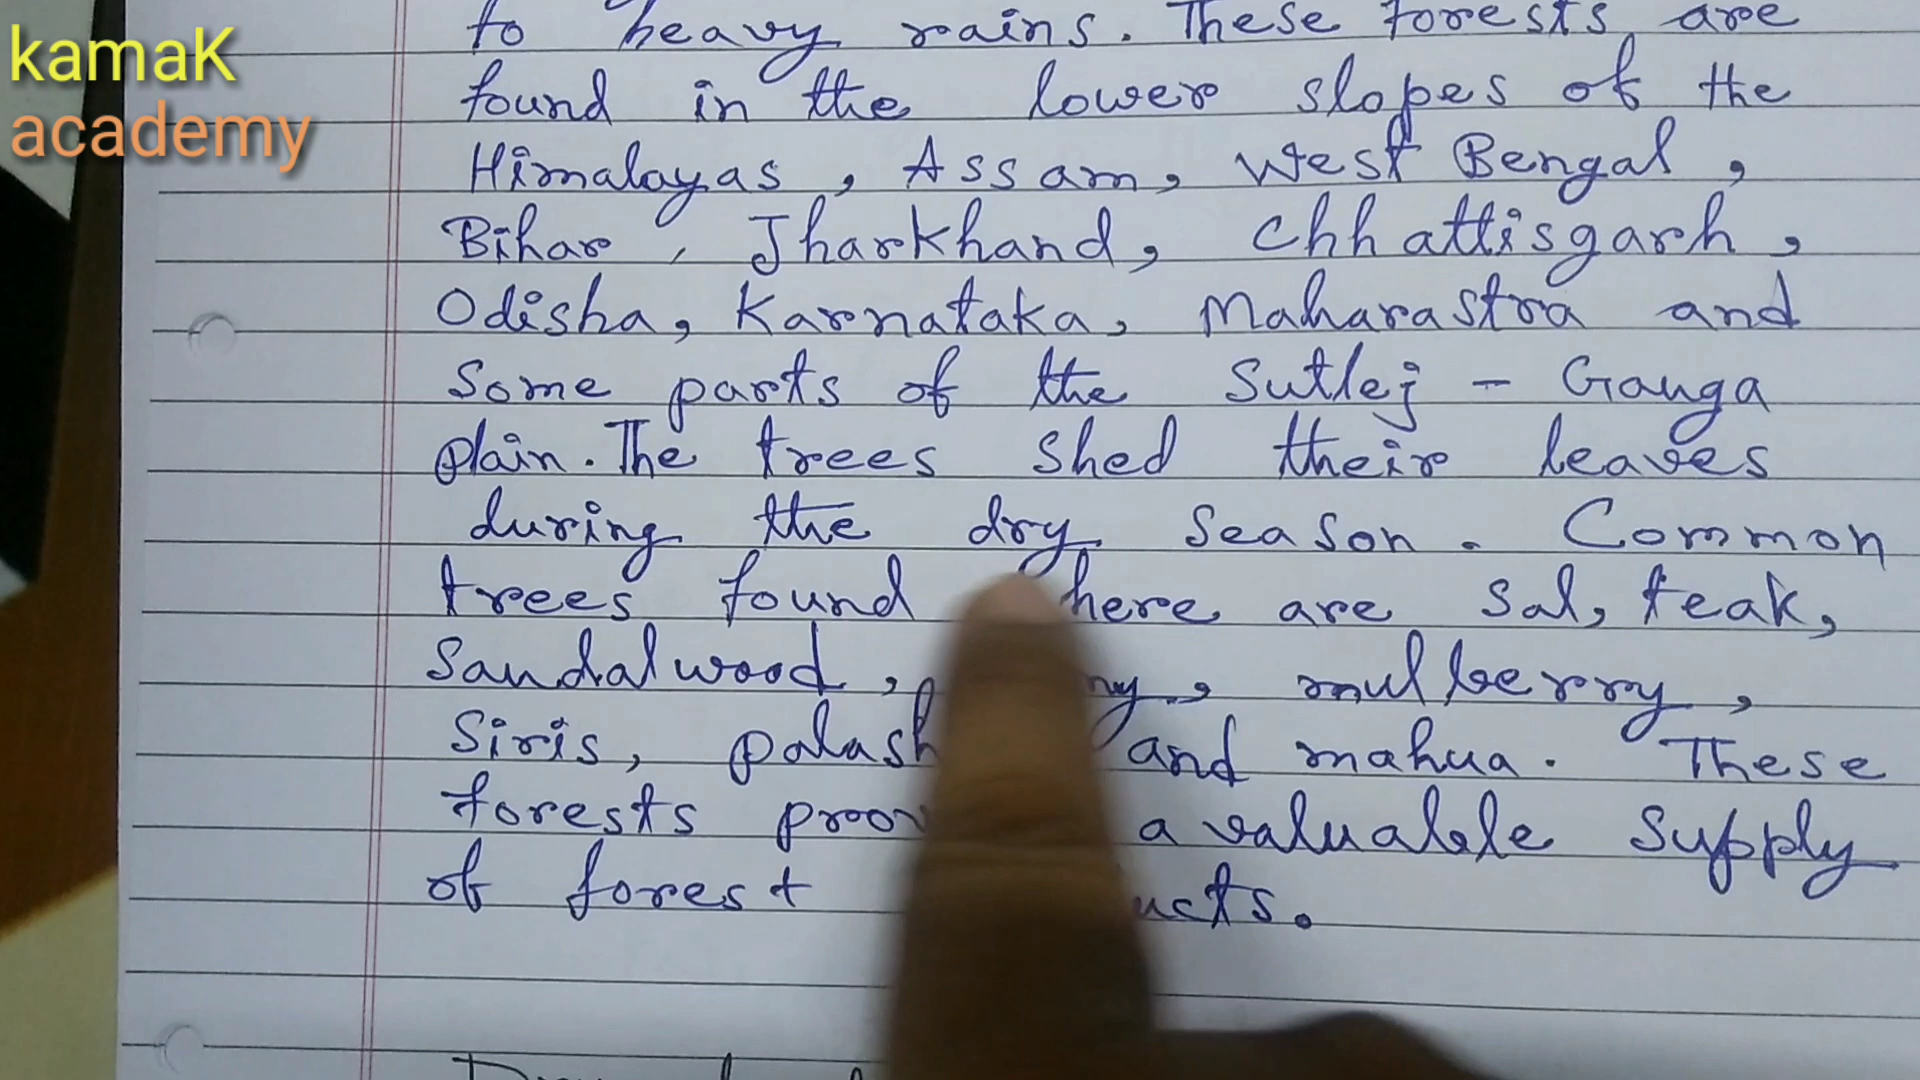 kamaK
academy
to heavy rains. These forests are
found in the lower slopes of the
Himalayas, Assam, West Bengal,
Bihar, Jharkhand, Chhattisgarh,
Odisha, Karnataka, Maharastra and
Some parts of the Sutlej - Ganga
plain. The trees shed their leaves
during the dry season. Common
trees found here are Sal, teak,
Sandalwood, mulberry,
Siris, palash and mahua. These
forests a valuable supply
of forest